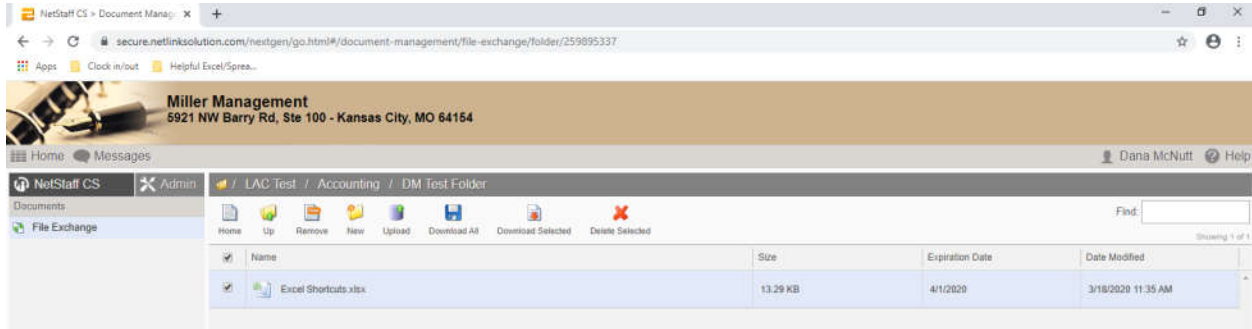 NetStaff CS > Document Manag
secure.netlinksolution.com/nextgen/go.html#/document-management/file-exchange/folder/259895337
Apps Clock in/out Helpful Excel/Sprea...
Miller Management
5921 NW Barry Rd, Ste 100 - Kansas City, MO 64154
Home Messages Dana McNutt Help
NetStaff CS Admin / LAC Test / Accounting / DM Test Folder
Documents
File Exchange
Home Up Remove New Upload Download All Download Selected Delete Selected
Find:
Showing 1 of 1
Name Size Expiration Date Date Modified
Excel Shortcuts.xlsx 13.29 KB 4/1/2020 3/18/2020 11:35 AM